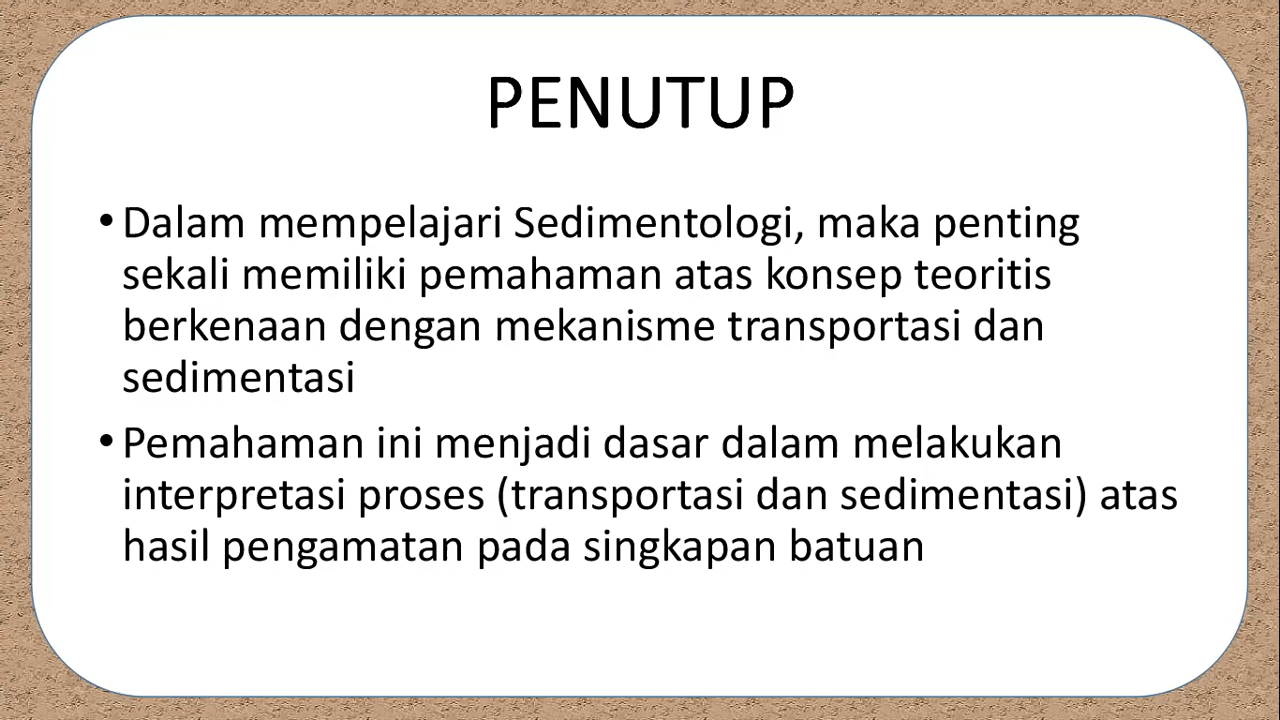 PENUTUP
• Dalam mempelajari Sedimentologi, maka penting
sekali memiliki pemahaman atas konsep teoritis
berkenaan dengan mekanisme transportasi dan
sedimentasi
• Pemahaman ini menjadi dasar dalam melakukan
interpretasi proses (transportasi dan sedimentasi) atas
hasil pengamatan pada singkapan batuan